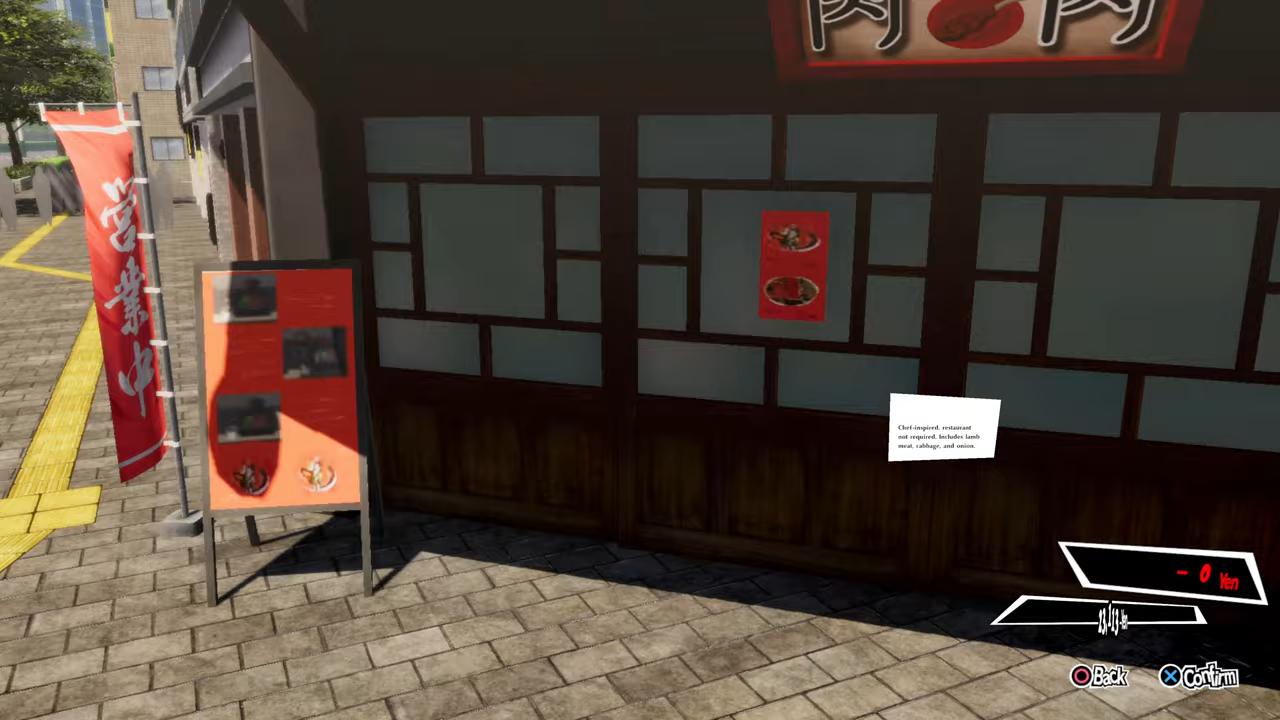 肉 肉
営業中
Chef-inspired, restaurant
not required. Includes lamb
meat, cabbage, and onion.
- 0 Yen
Back
Confirm